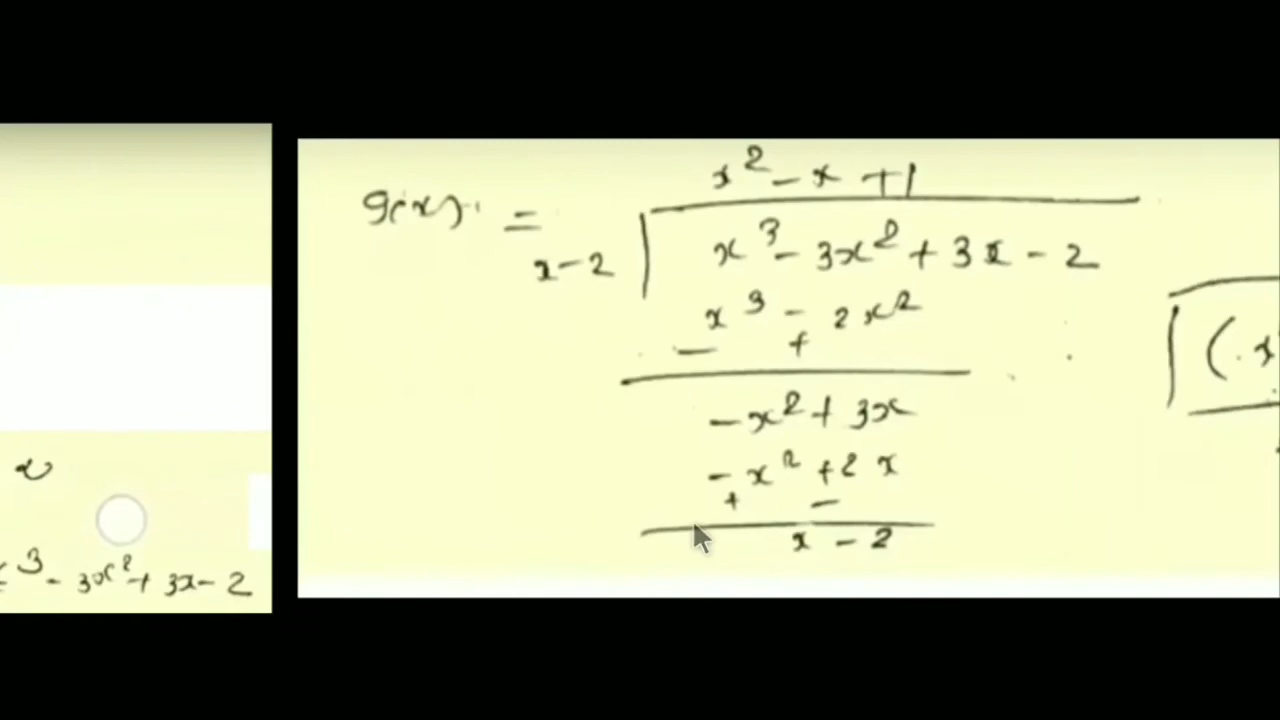 x² - x + 1
g(x) =
x - 2
x³ - 3x² + 3x - 2
x³ - 2x²
- +
(x
- x² + 3x
- x² + 2x
+ -
x - 2
x
x³ - 3x² + 3x - 2